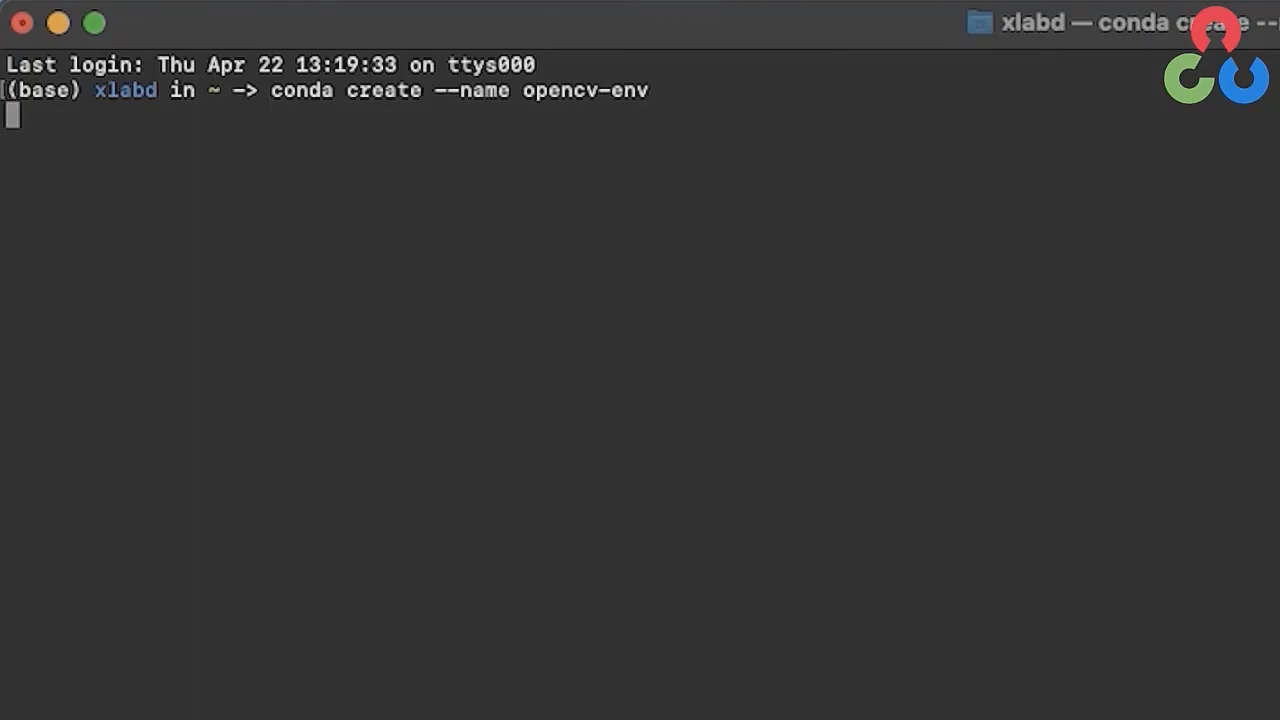 xlabd — conda create --
Last login: Thu Apr 22 13:19:33 on ttys000
(base) xlabd in ~ -> conda create --name opencv-env